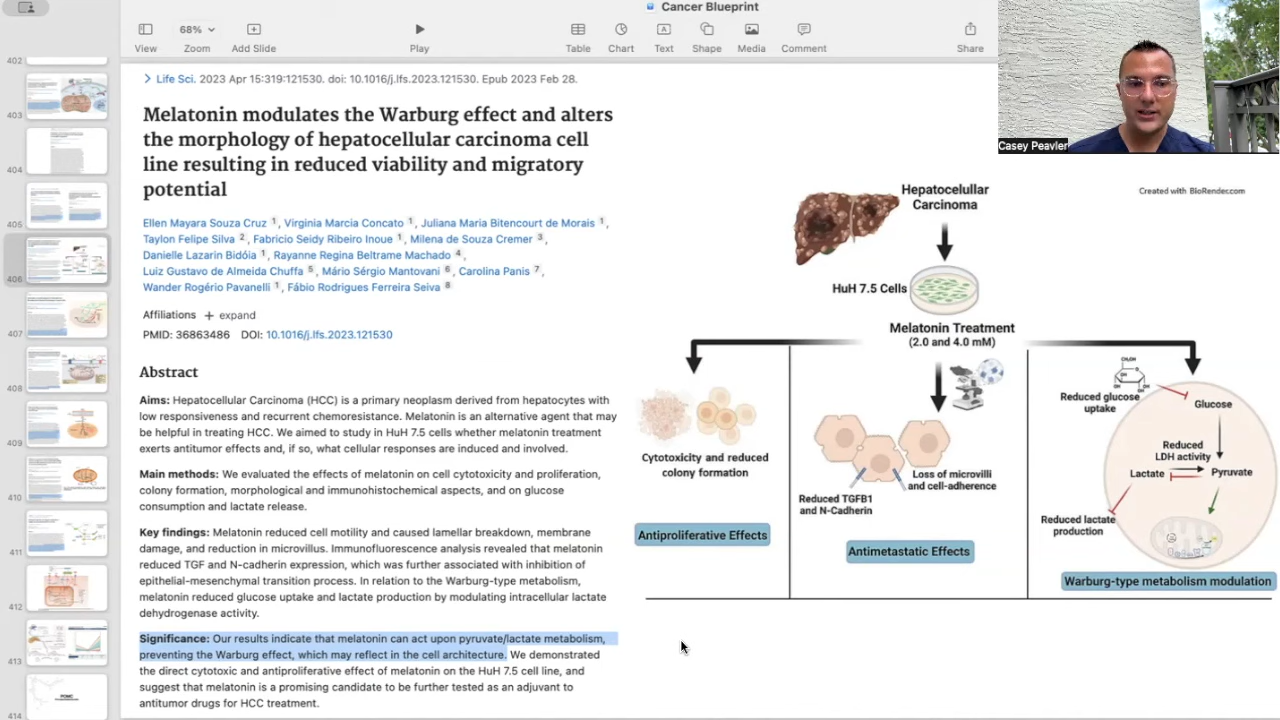 Cancer Blueprint
68%
View
Zoom
Add Slide
Play
Table
Chart
Text
Shape
Media
Comment
Share
Casey Peavler
402
403
404
405
406
407
408
409
410
411
412
413
414
Life Sci. 2023 Apr 15:319:121530. doi: 10.1016/j.lfs.2023.121530. Epub 2023 Feb 28.
Melatonin modulates the Warburg effect and alters
the morphology of hepatocellular carcinoma cell
line resulting in reduced viability and migratory
potential
Ellen Mayara Souza Cruz 1, Virginia Marcia Concato 1, Juliana Maria Bitencourt de Morais 1,
Taylon Felipe Silva 2, Fabricio Seidy Ribeiro Inoue 1, Milena de Souza Cremer 3,
Danielle Lazarin Bidóia 1, Rayanne Regina Beltrame Machado 4,
Luiz Gustavo de Almeida Chuffa 5, Mário Sérgio Mantovani 6, Carolina Panis 7,
Wander Rogério Pavanelli 1, Fábio Rodrigues Ferreira Seiva 8
Affiliations + expand
PMID: 36863486 DOI: 10.1016/j.lfs.2023.121530
Abstract
Aims: Hepatocellular Carcinoma (HCC) is a primary neoplasm derived from hepatocytes with
low responsiveness and recurrent chemoresistance. Melatonin is an alternative agent that may
be helpful in treating HCC. We aimed to study in HuH 7.5 cells whether melatonin treatment
exerts antitumor effects and, if so, what cellular responses are induced and involved.
Main methods: We evaluated the effects of melatonin on cell cytotoxicity and proliferation,
colony formation, morphological and immunohistochemical aspects, and on glucose
consumption and lactate release.
Key findings: Melatonin reduced cell motility and caused lamellar breakdown, membrane
damage, and reduction in microvillus. Immunofluorescence analysis revealed that melatonin
reduced TGF and N-cadherin expression, which was further associated with inhibition of
epithelial-mesenchymal transition process. In relation to the Warburg-type metabolism,
melatonin reduced glucose uptake and lactate production by modulating intracellular lactate
dehydrogenase activity.
Significance: Our results indicate that melatonin can act upon pyruvate/lactate metabolism,
preventing the Warburg effect, which may reflect in the cell architecture. We demonstrated
the direct cytotoxic and antiproliferative effect of melatonin on the HuH 7.5 cell line, and
suggest that melatonin is a promising candidate to be further tested as an adjuvant to
antitumor drugs for HCC treatment.
Created with BioRender.com
Hepatocelullar
Carcinoma
HuH 7.5 Cells
Melatonin Treatment
(2.0 and 4.0 mM)
Cytotoxicity and reduced
colony formation
Antiproliferative Effects
Reduced TGFB1
and N-Cadherin
Loss of microvilli
and cell-adherence
Antimetastatic Effects
CH₂OH
OH
OH
OH
Reduced glucose
uptake
Glucose
Reduced
LDH activity
Lactate
Pyruvate
Reduced lactate
production
Warburg-type metabolism modulation